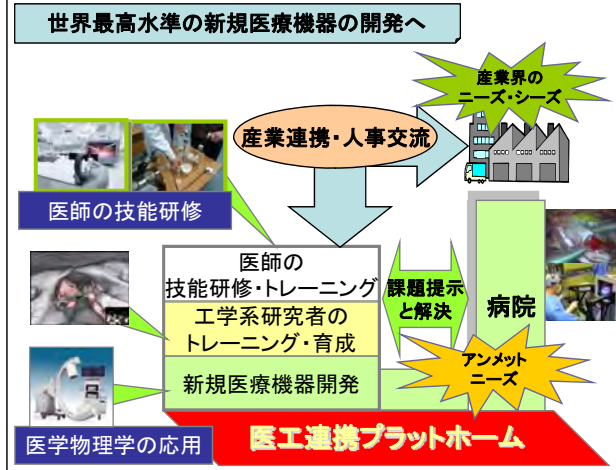 世界最高水準の新規医療機器の開発へ
産業界の
ニーズ・シーズ
産業連携・人事交流
医師の技能研修
医師の
技能研修・トレーニング
工学系研究者の
トレーニング・育成
新規医療機器開発
課題提示
と解決
病院
アンメット
ニーズ
医学物理学の応用
医工連携プラットホーム